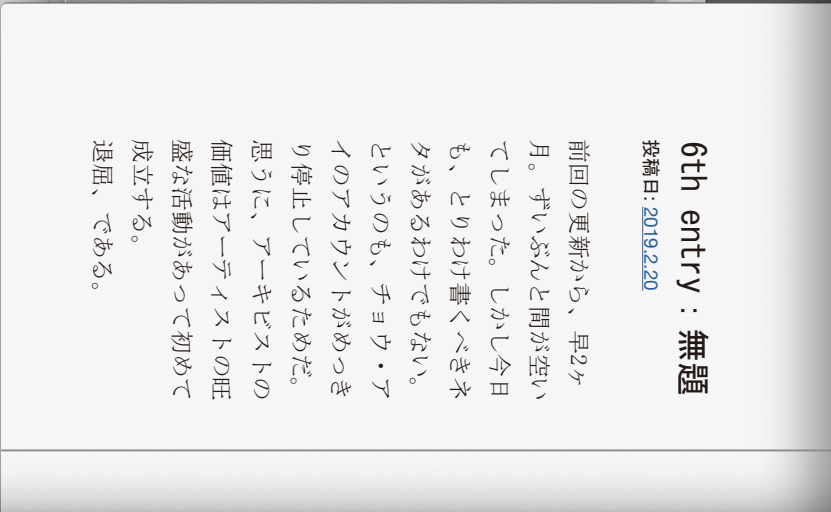 6th entry：無題
投稿日：2019.2.20
前回の更新から、早2ヶ
月。ずいぶんと間が空い
てしまった。しかし今日
も、とりわけ書くべきネ
タがあるわけでもない。
というのも、チョウ・ア
イのアカウントがめっき
り停止しているためだ。
思うに、アーキビストの
価値はアーティストの旺
盛な活動があって初めて
成立する。
退屈、である。